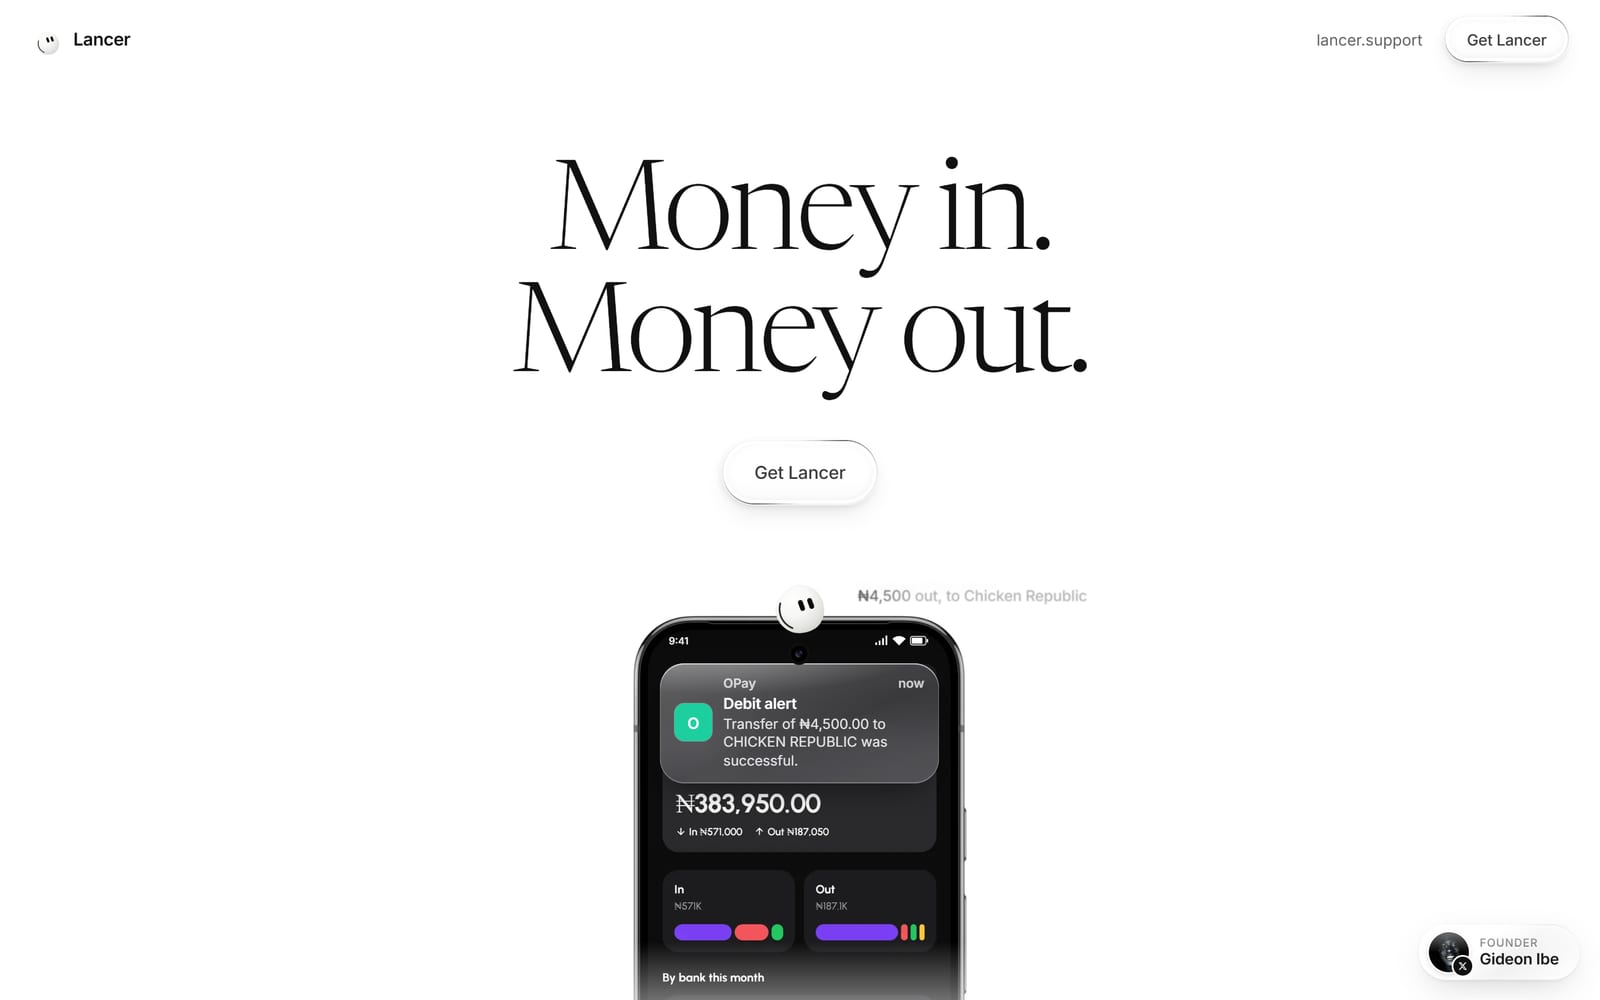 Lancer
lancer.support
Get Lancer
Money in.
Money out.
Get Lancer
₦4,500 out, to Chicken Republic
9:41
OPay
now
O
Debit alert
Transfer of ₦4,500.00 to
CHICKEN REPUBLIC was
successful.
₦383,950.00
↓ In ₦571,000 ↑ Out ₦187,050
In
₦571K
Out
₦187.1K
By bank this month
FOUNDER
Gideon Ibe